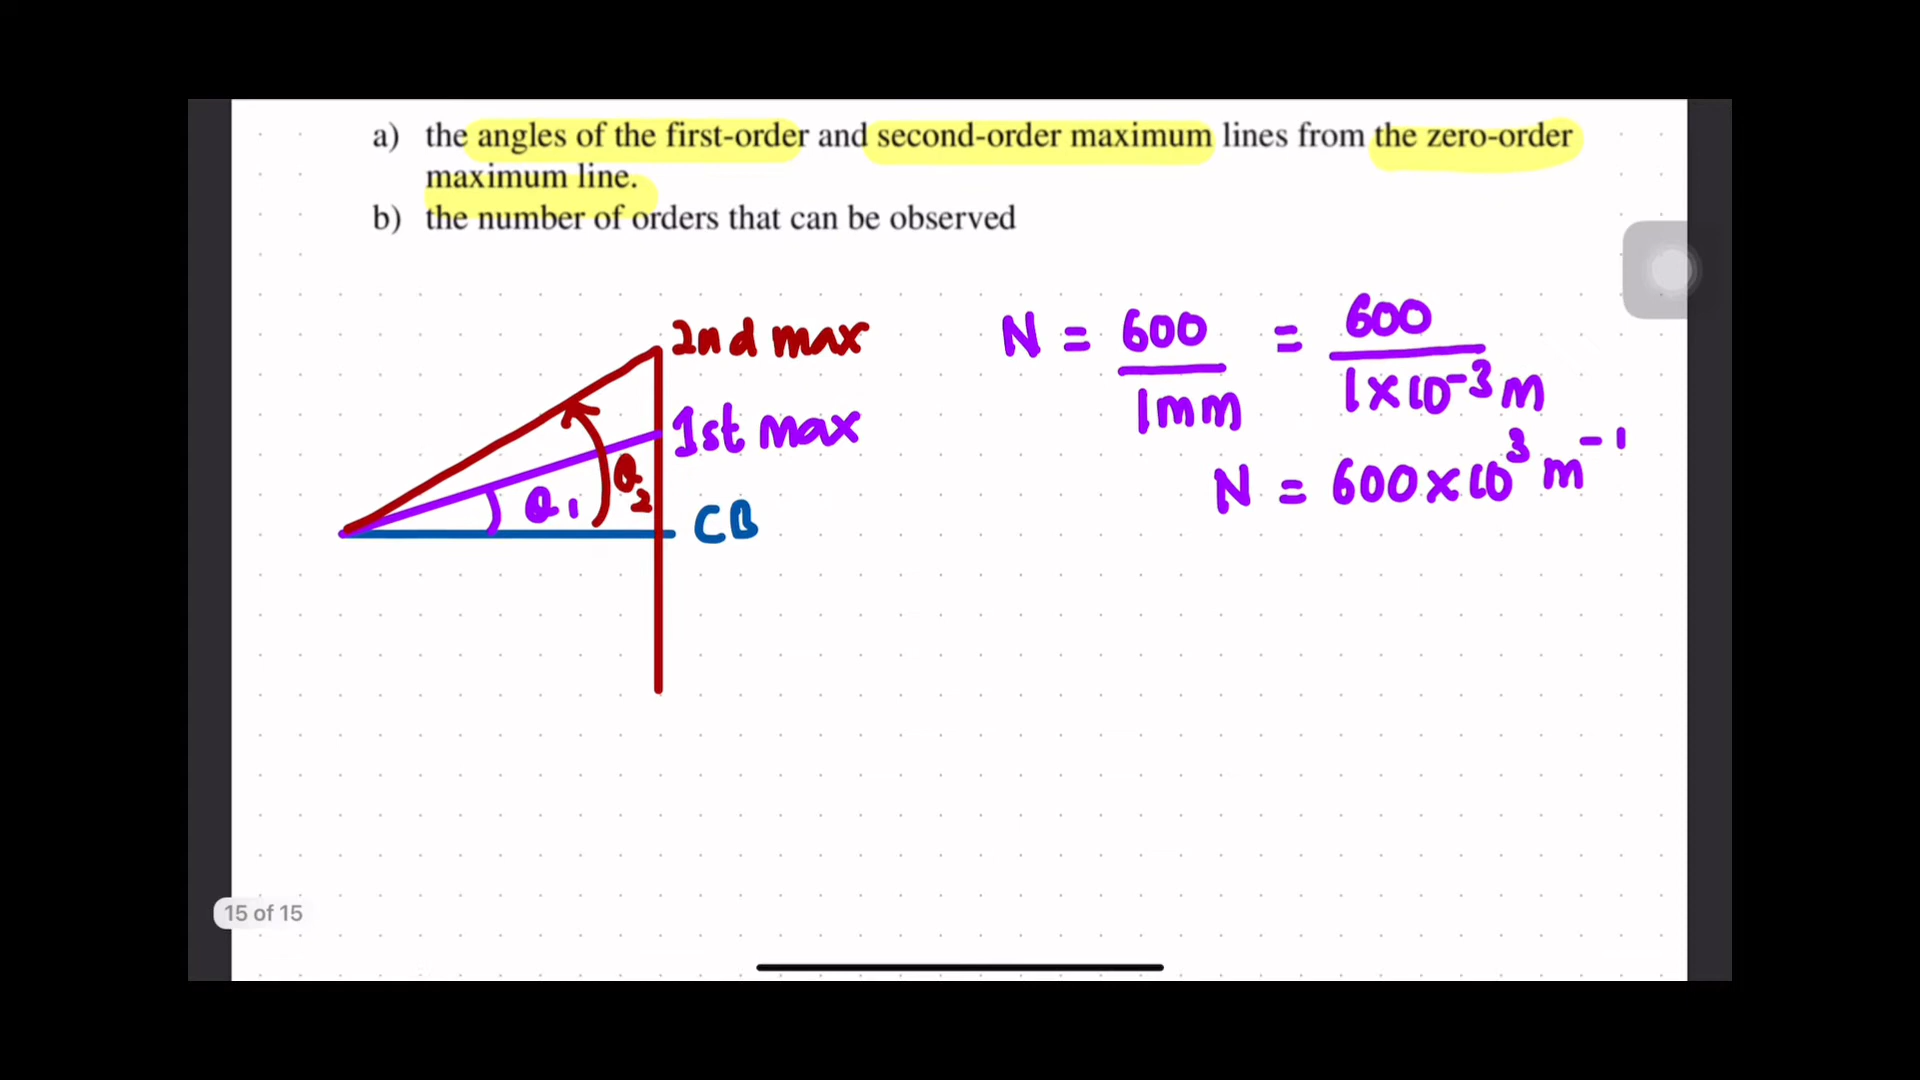 a) the angles of the first-order and second-order maximum lines from the zero-order
maximum line.
b) the number of orders that can be observed
2nd max
1st max
θ1
θ2
CB
N = 600/1mm = 600/1×10⁻³m
N = 600×10³ m⁻¹
15 of 15